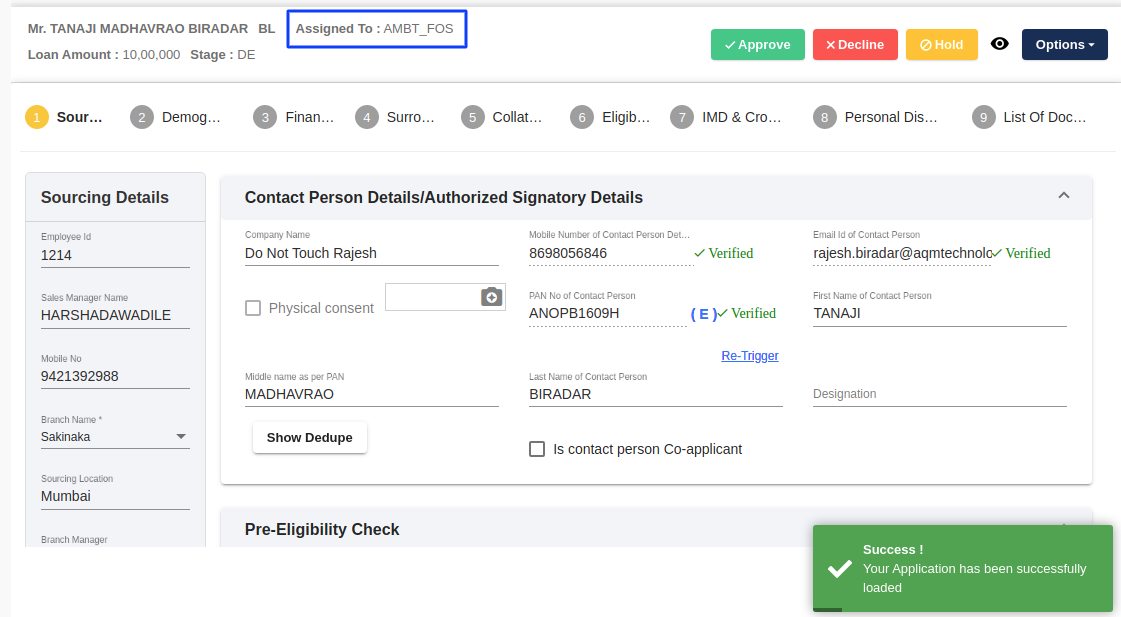 Mr. TANAJI MADHAVRAO BIRADAR BL Assigned To : AMBT_FOS
Loan Amount : 10,00,000 Stage : DE
Approve Decline Hold Options
1 Sour... 2 Demog... 3 Finan... 4 Surro... 5 Collat... 6 Eligib... 7 IMD & Cro... 8 Personal Dis... 9 List Of Doc...
Sourcing Details
Employee Id
1214
Sales Manager Name
HARSHADAWADILE
Mobile No
9421392988
Branch Name *
Sakinaka
Sourcing Location
Mumbai
Branch Manager
Contact Person Details/Authorized Signatory Details
Company Name
Do Not Touch Rajesh
Mobile Number of Contact Person Det...
8698056846 Verified
Email Id of Contact Person
rajesh.biradar@aqmtechnolo Verified
Physical consent
PAN No of Contact Person
ANOPB1609H ( E ) Verified
First Name of Contact Person
TANAJI
Re-Trigger
Middle name as per PAN
MADHAVRAO
Last Name of Contact Person
BIRADAR
Designation
Show Dedupe
Is contact person Co-applicant
Pre-Eligibility Check
Success !
Your Application has been successfully
loaded